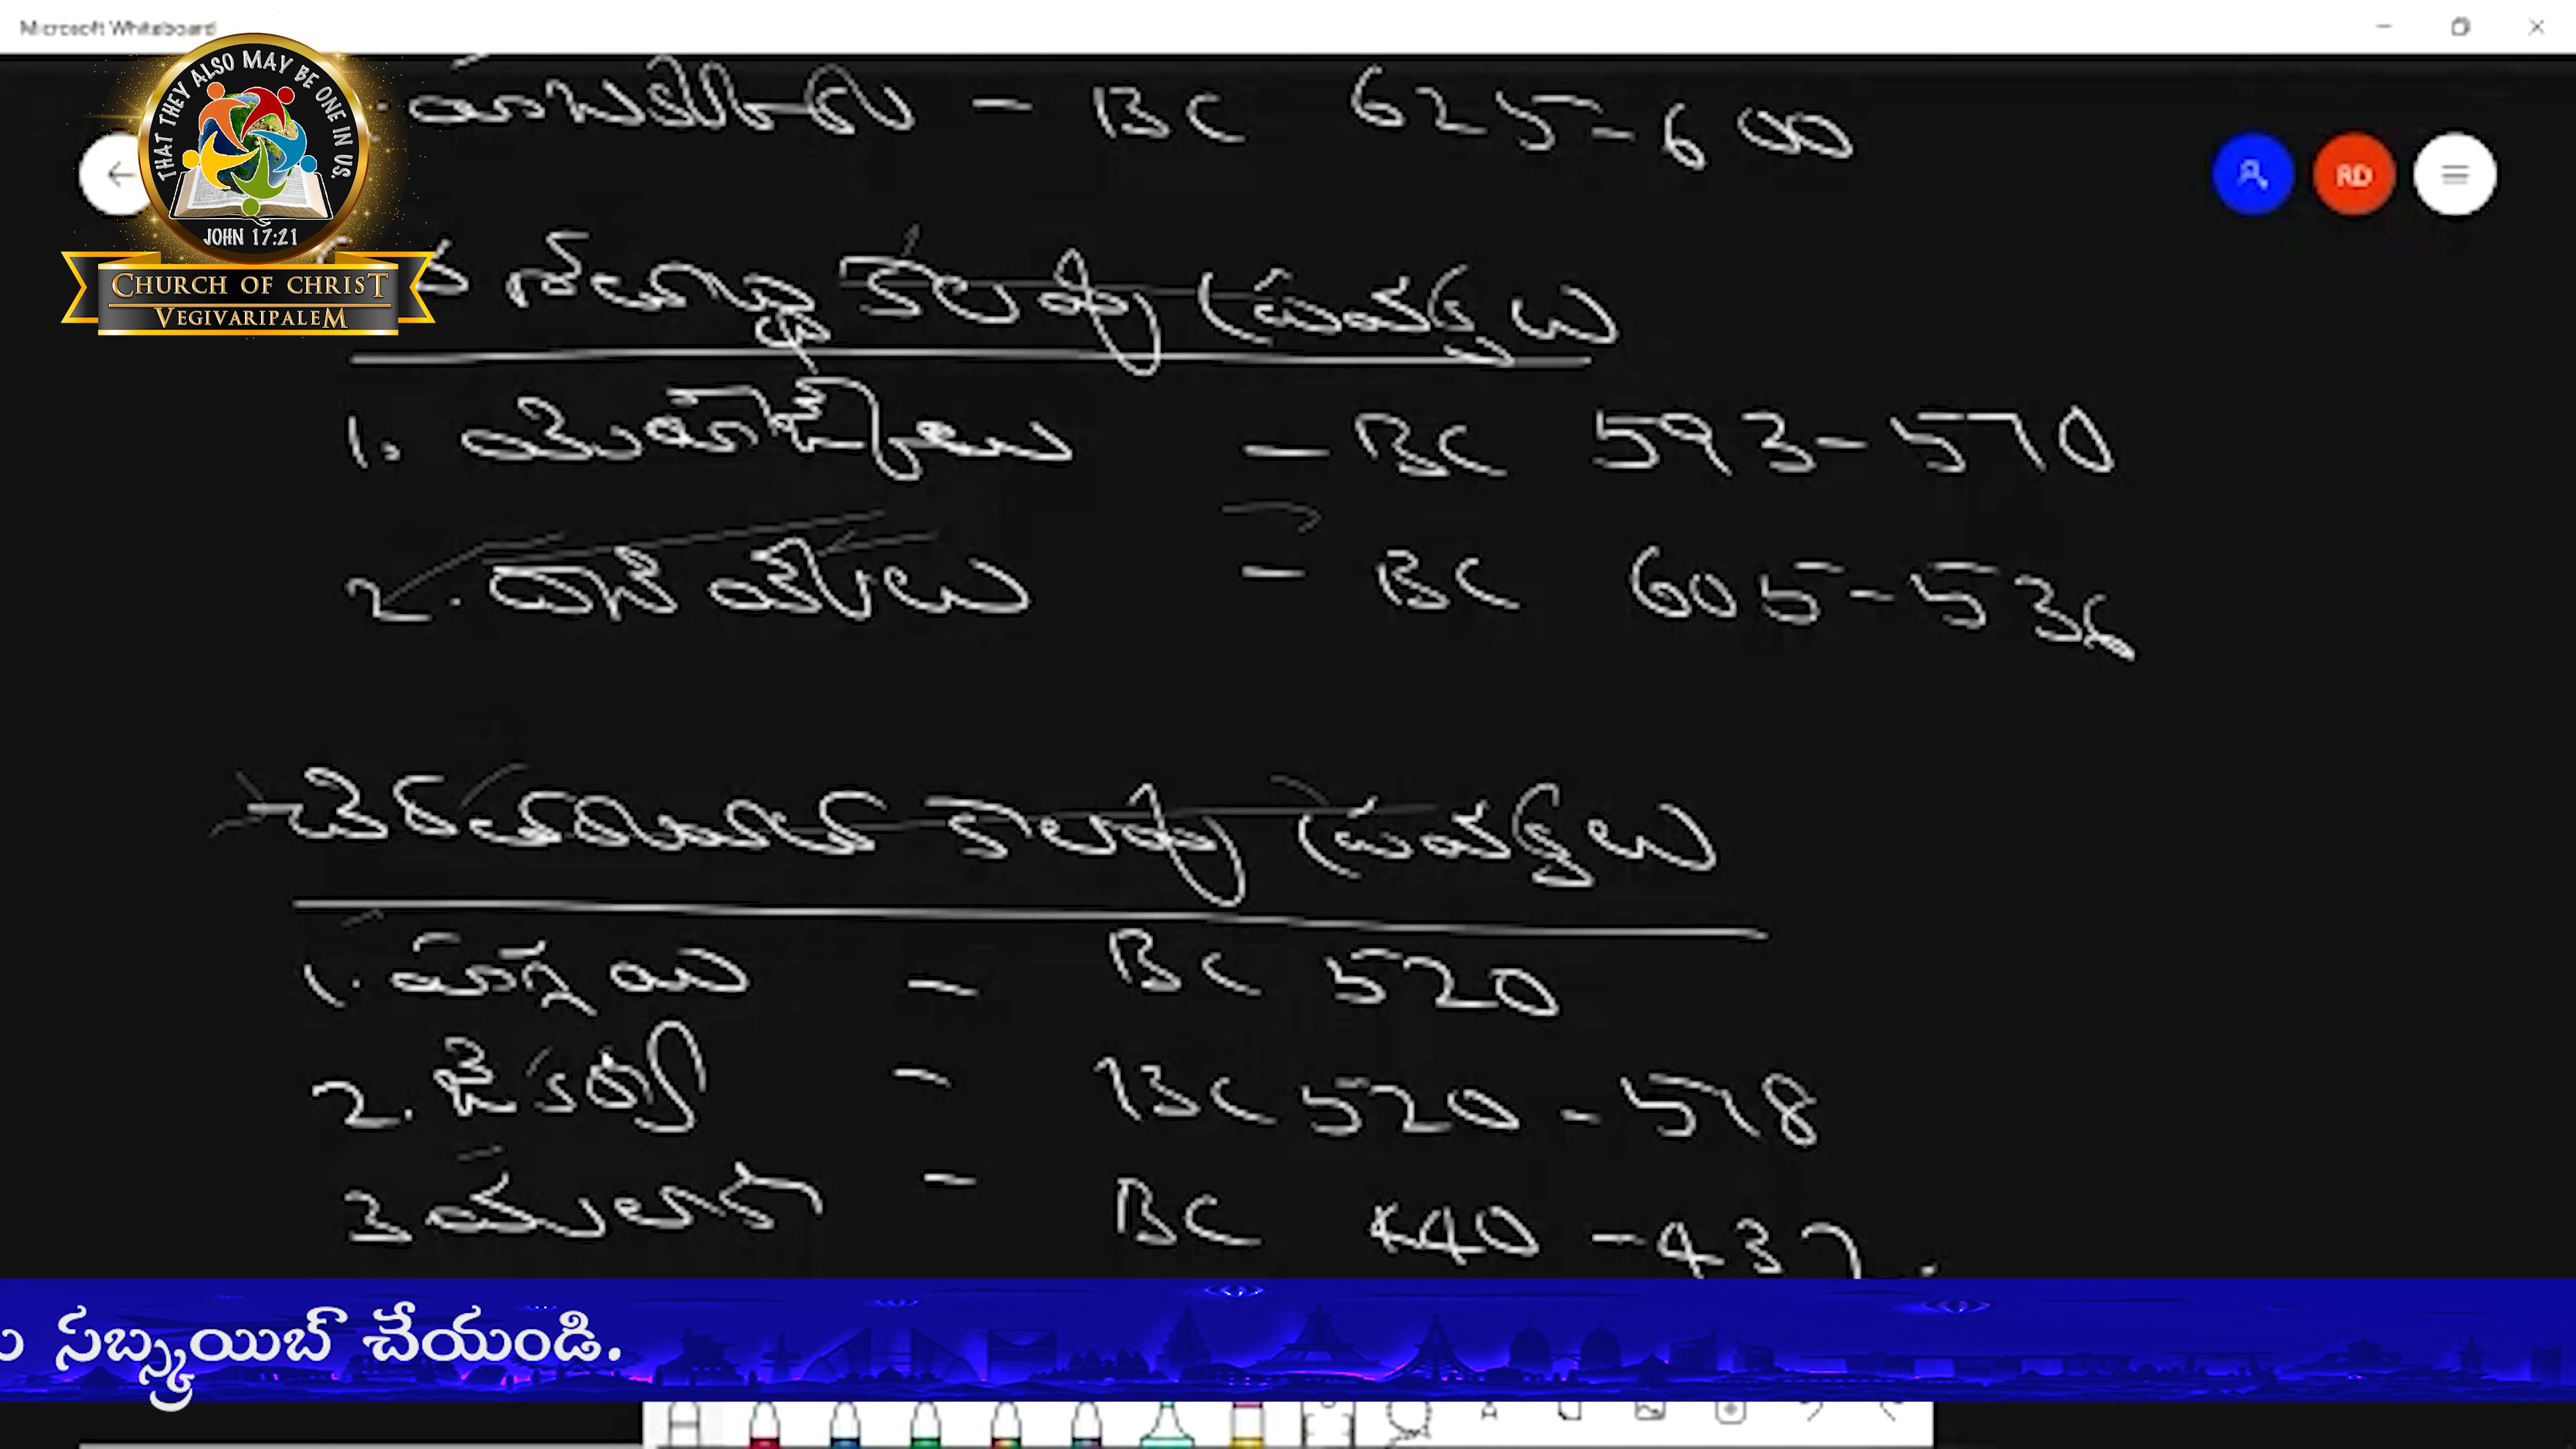 Microsoft Whiteboard
THAT THEY ALSO MAY BE ONE IN US.
JOHN 17:21
CHURCH OF CHRIST
VEGIVARIPALEM
RD
- BC 625-600
కాలపు ప్రవక్తలు
1. యెహెజ్కేలు - BC 593-570
2. దానియేలు - BC 605-536
చెర తరువాత కాలపు ప్రవక్తలు
1. హగ్గయి - BC 520
2. జెకర్యా - BC 520-518
3 మలాకీ - BC 440-437
సబ్స్క్రయిబ్ చేయండి.